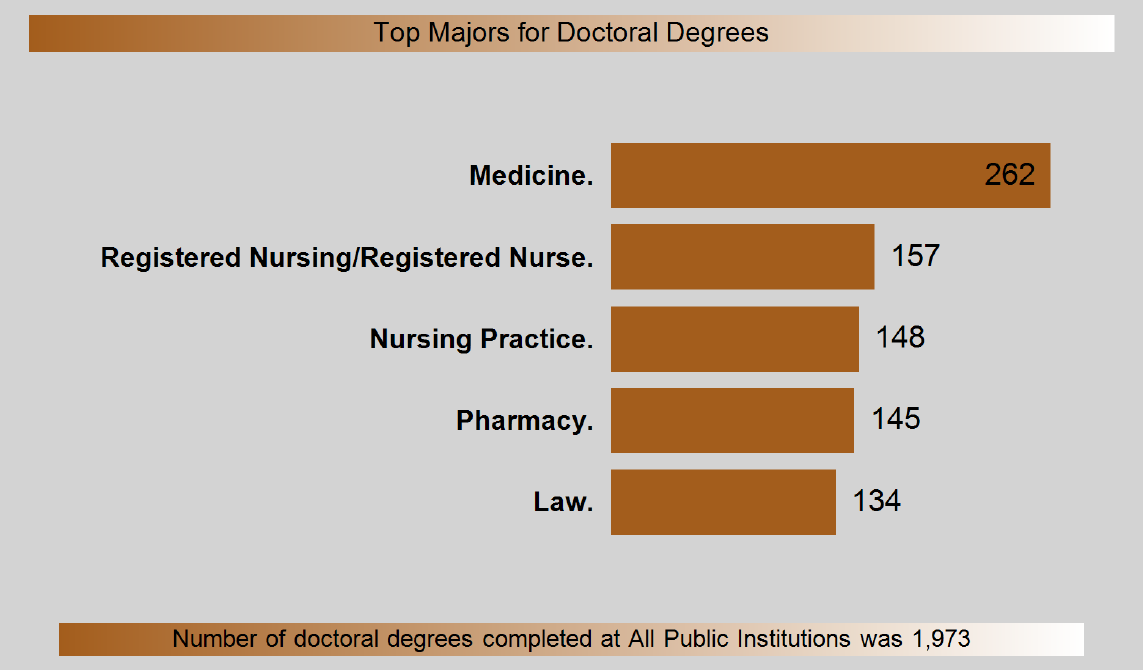 Top Majors for Doctoral Degrees
Medicine. 262
Registered Nursing/Registered Nurse. 157
Nursing Practice. 148
Pharmacy. 145
Law. 134
Number of doctoral degrees completed at All Public Institutions was 1,973